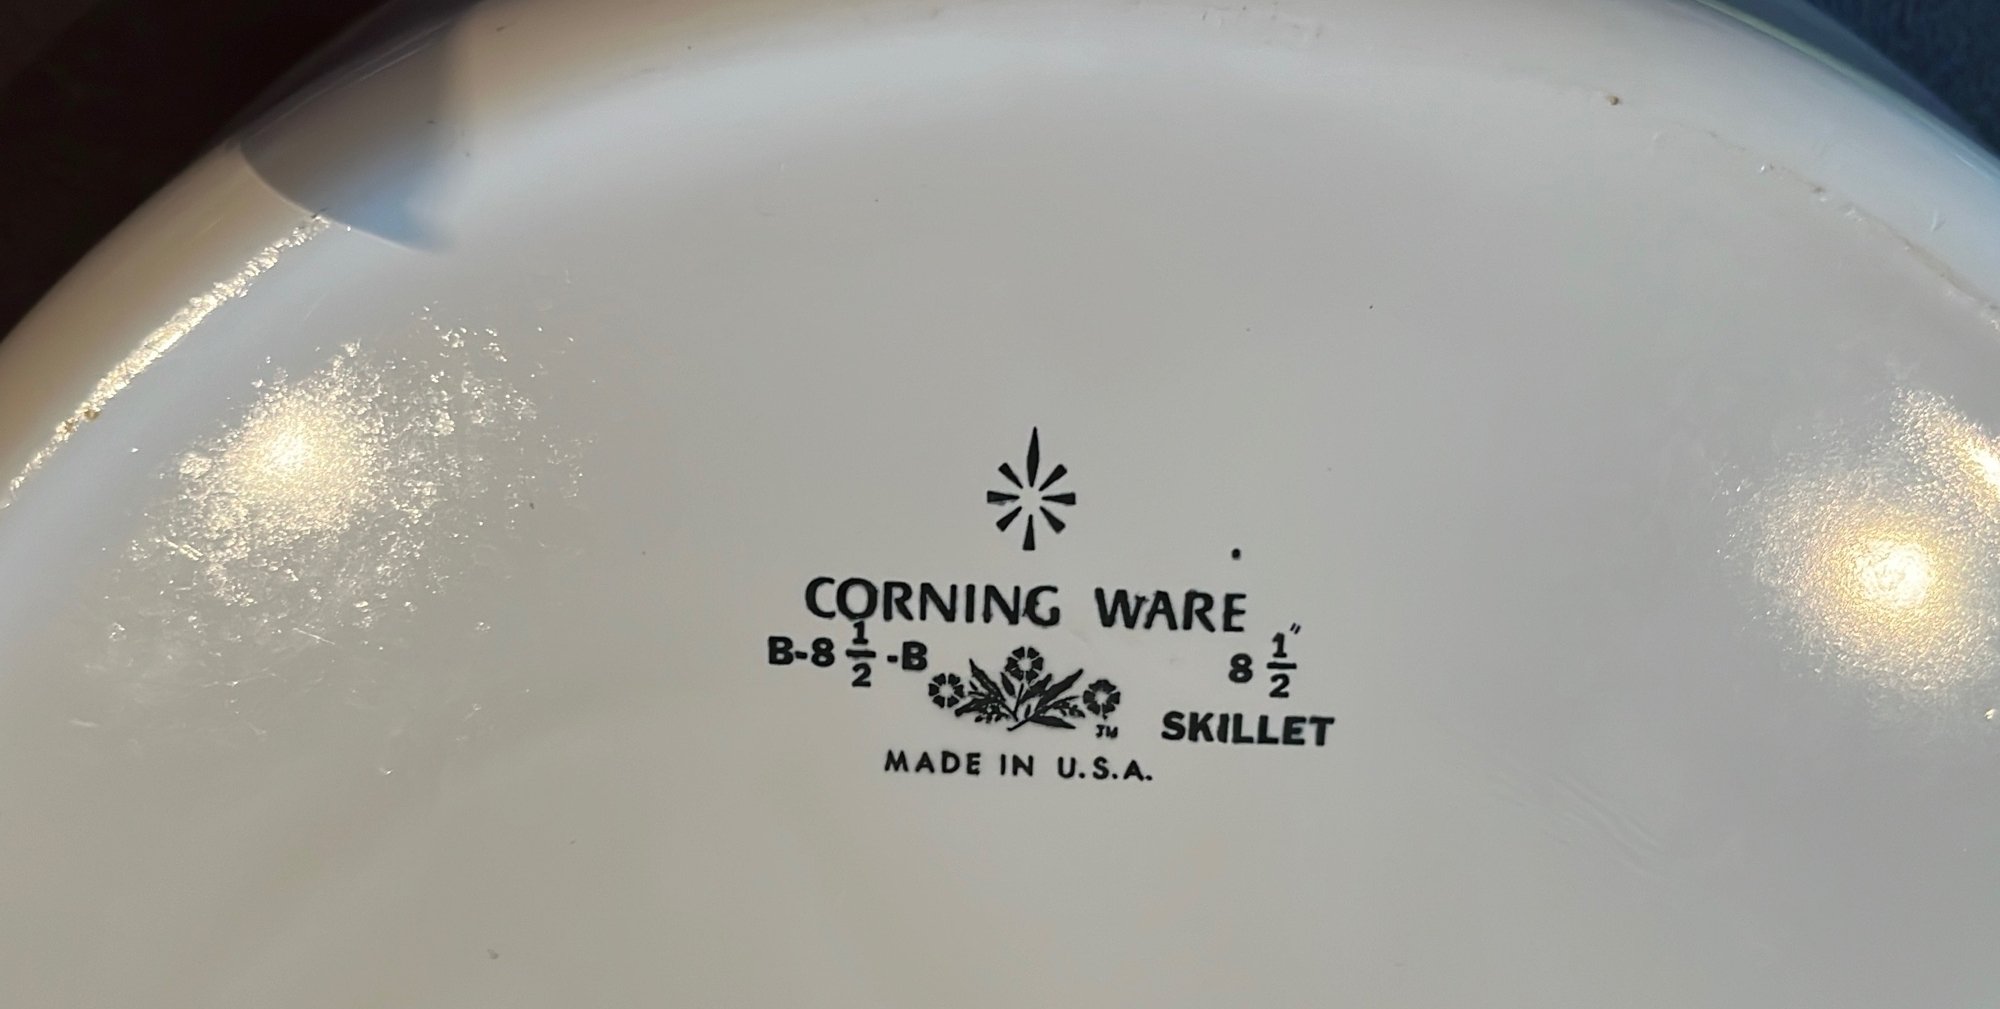 CORNING WARE
B-8 1/2 -B
8 1/2"
™
SKILLET
MADE IN U.S.A.